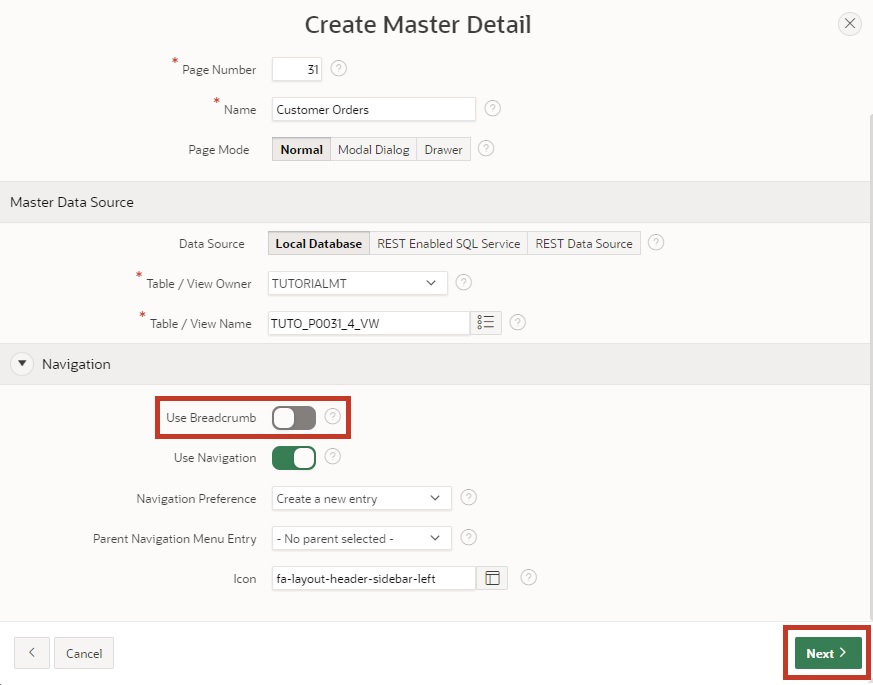 Create Master Detail
* Page Number 31 ?
* Name Customer Orders ?
Page Mode Normal Modal Dialog Drawer ?
Master Data Source
Data Source Local Database REST Enabled SQL Service REST Data Source ?
* Table / View Owner TUTORIALMT ?
* Table / View Name TUTO_P0031_4_VW ?
Navigation
Use Breadcrumb ?
Use Navigation ?
Navigation Preference Create a new entry ?
Parent Navigation Menu Entry - No parent selected - ?
Icon fa-layout-header-sidebar-left ?
Cancel Next